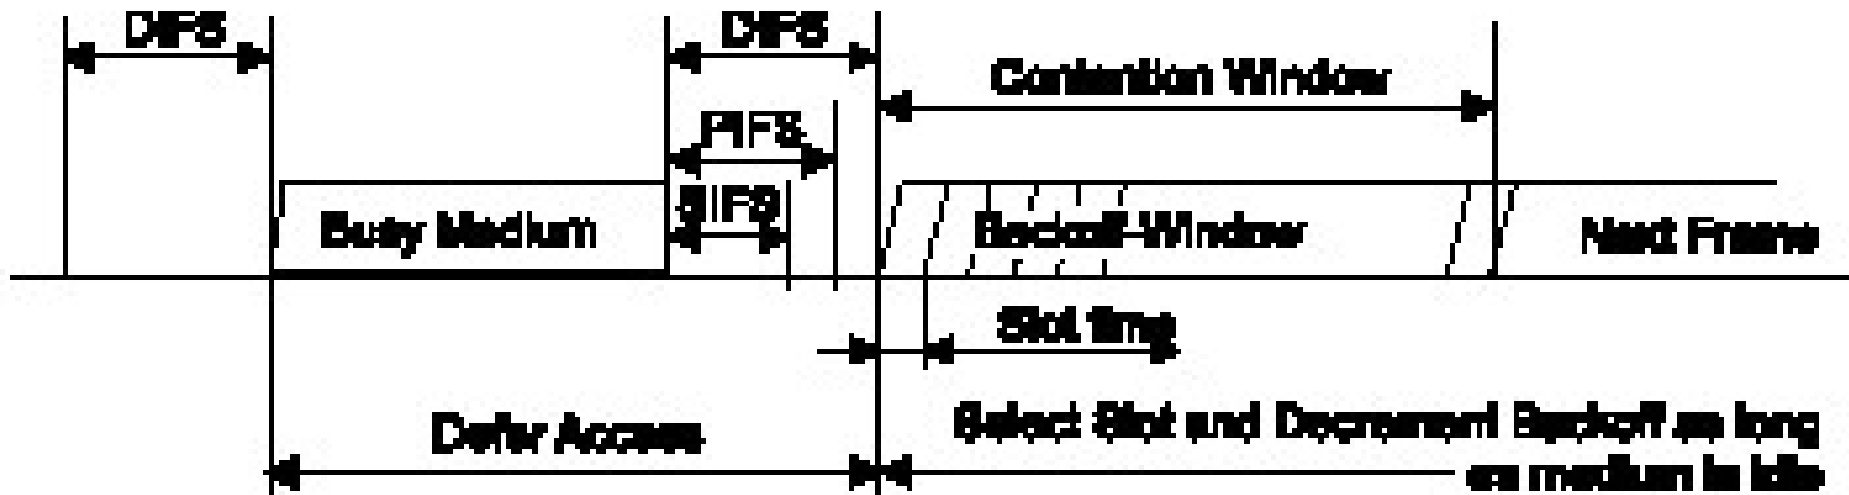 DIFS
DIFS
Contention Window
PIFS
SIFS
Busy Medium
Backoff-Window
Next Frame
Slot time
Defer Access
Select Slot and Decrement Backoff as long
as medium is idle